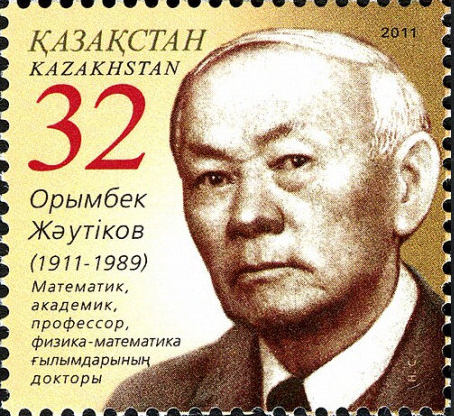 ҚАЗАҚСТАН
2011
KAZAKHSTAN
32
Орымбек
Жәутіков
(1911-1989)
Математик,
академик,
профессор,
физика-математика
ғылымдарының
докторы